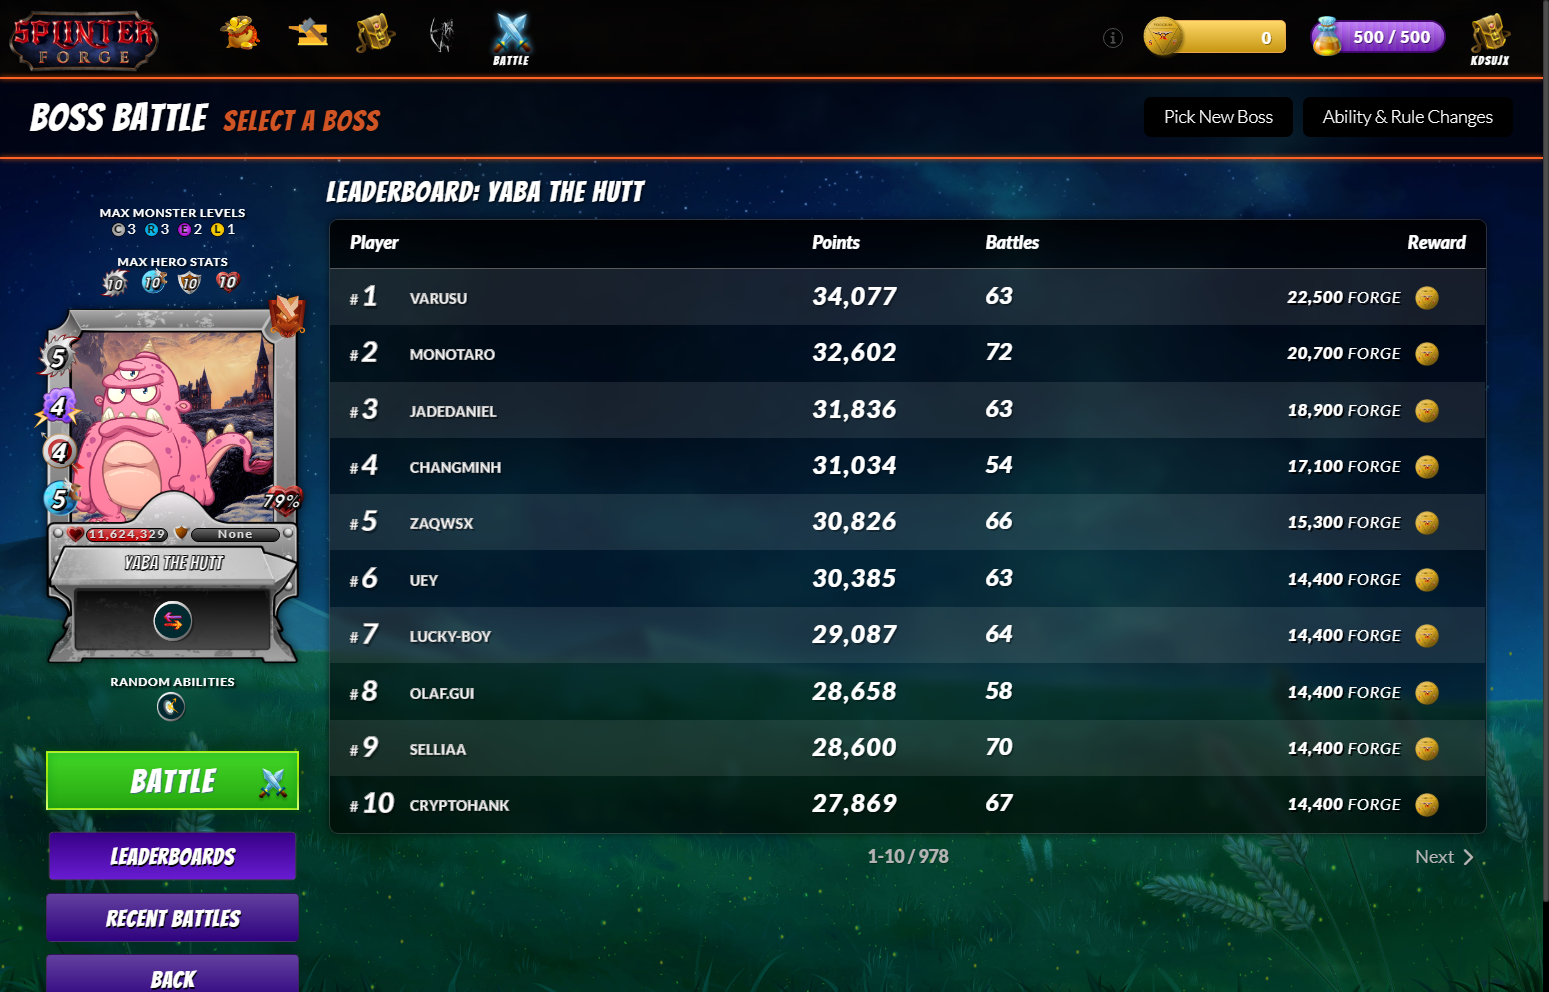 SPLINTER
FORGE
BATTLE
0
500 / 500
KDSUJX
BOSS BATTLE SELECT A BOSS
Pick New Boss
Ability & Rule Changes
MAX MONSTER LEVELS
C 3 R 3 E 2 L 1
MAX HERO STATS
10 10 10 10
5
4
4
5
79%
11,624,329 None
YABA THE HUTT
RANDOM ABILITIES
BATTLE
LEADERBOARDS
RECENT BATTLES
BACK
LEADERBOARD: YABA THE HUTT
Player Points Battles Reward
#1 VARUSU 34,077 63 22,500 FORGE
#2 MONOTARO 32,602 72 20,700 FORGE
#3 JADEDANIEL 31,836 63 18,900 FORGE
#4 CHANGMINH 31,034 54 17,100 FORGE
#5 ZAQWSX 30,826 66 15,300 FORGE
#6 UEY 30,385 63 14,400 FORGE
#7 LUCKY-BOY 29,087 64 14,400 FORGE
#8 OLAF.GUI 28,658 58 14,400 FORGE
#9 SELLIAA 28,600 70 14,400 FORGE
#10 CRYPTOHANK 27,869 67 14,400 FORGE
1-10 / 978
Next